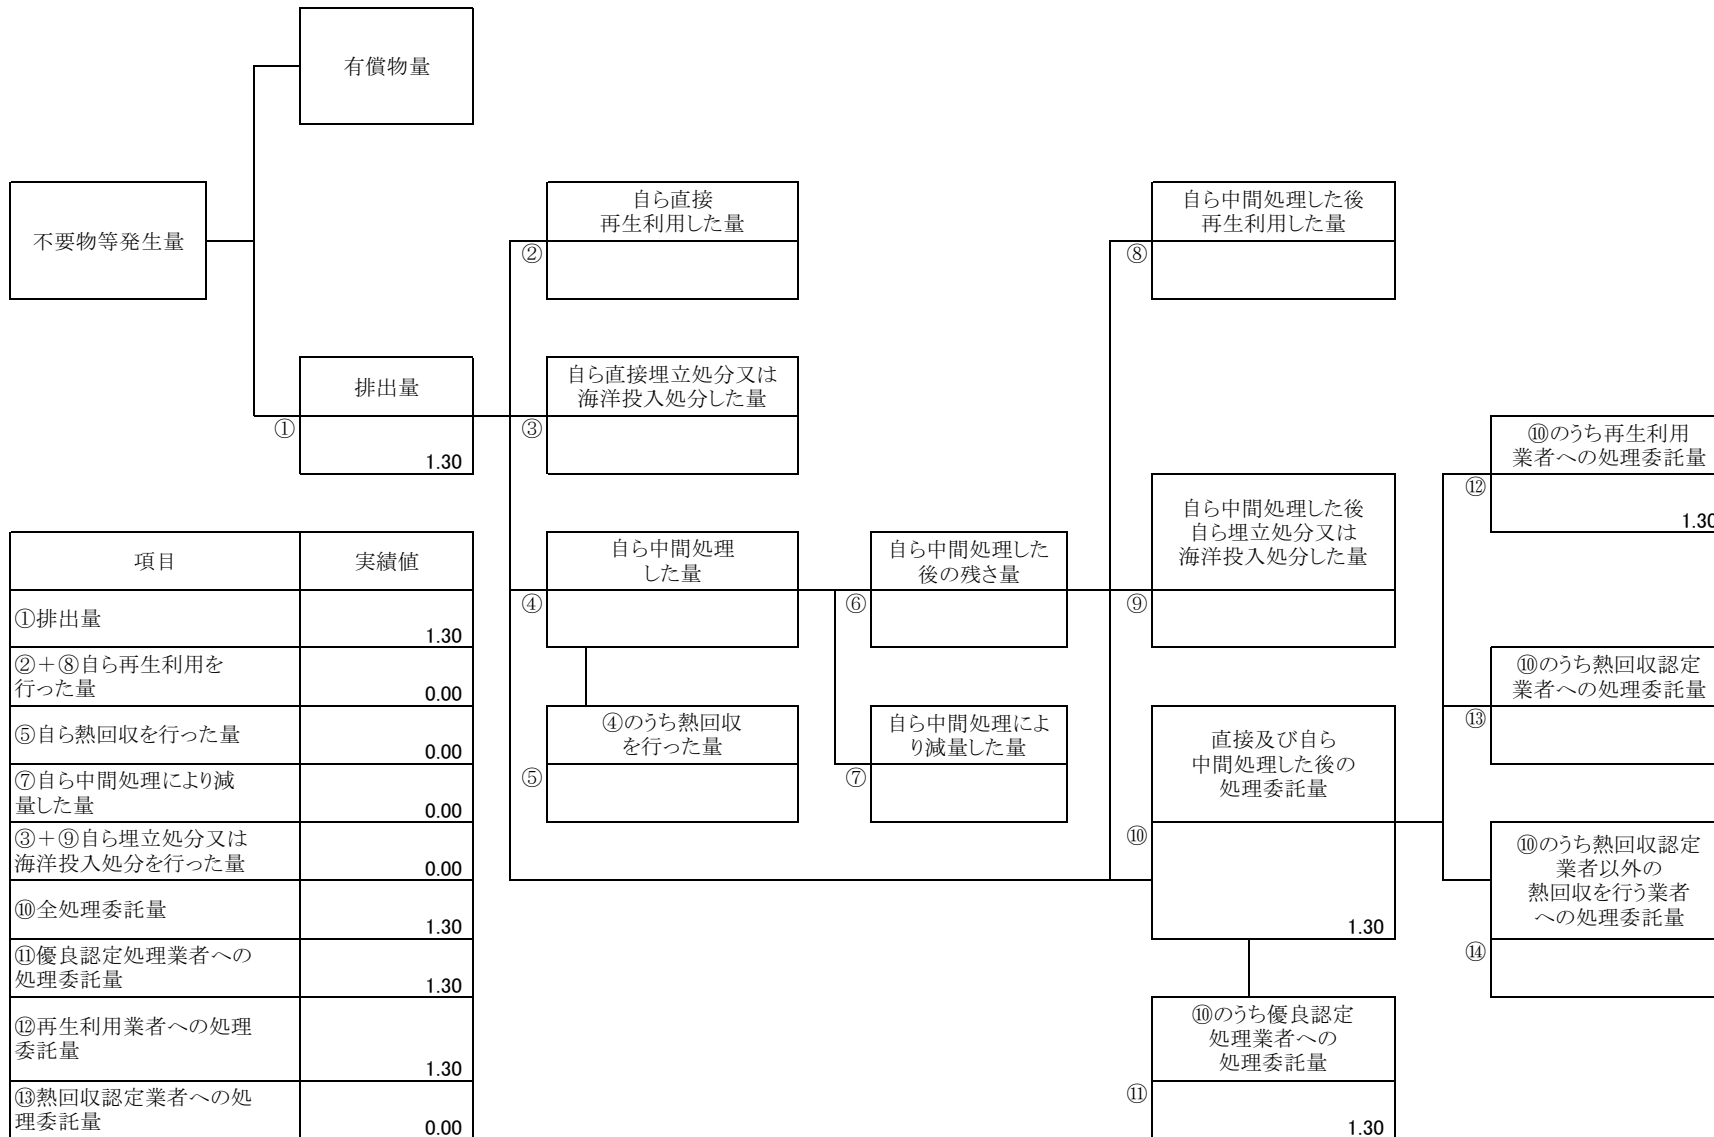 有償物量
不要物等発生量
自ら直接
再生利用した量
②
自ら中間処理した後
再生利用した量
⑧
排出量
①
1.30
自ら直接埋立処分又は
海洋投入処分した量
③
⑩のうち再生利用
業者への処理委託量
⑫
1.30
自ら中間処理した後
自ら埋立処分又は
海洋投入処分した量
⑨
自ら中間処理
した量
④
自ら中間処理した
後の残さ量
⑥
④のうち熱回収
を行った量
⑤
自ら中間処理によ
り減量した量
⑦
直接及び自ら
中間処理した後の
処理委託量
⑩
1.30
⑩のうち熱回収認定
業者への処理委託量
⑬
⑩のうち熱回収認定
業者以外の
熱回収を行う業者
への処理委託量
⑭
⑩のうち優良認定
処理業者への
処理委託量
⑪
1.30
項目 実績値
①排出量
1.30
②＋⑧自ら再生利用を
行った量
0.00
⑤自ら熱回収を行った量
0.00
⑦自ら中間処理により減
量した量
0.00
③＋⑨自ら埋立処分又は
海洋投入処分を行った量
0.00
⑩全処理委託量
1.30
⑪優良認定処理業者への
処理委託量
1.30
⑫再生利用業者への処理
委託量
1.30
⑬熱回収認定業者への処
理委託量
0.00